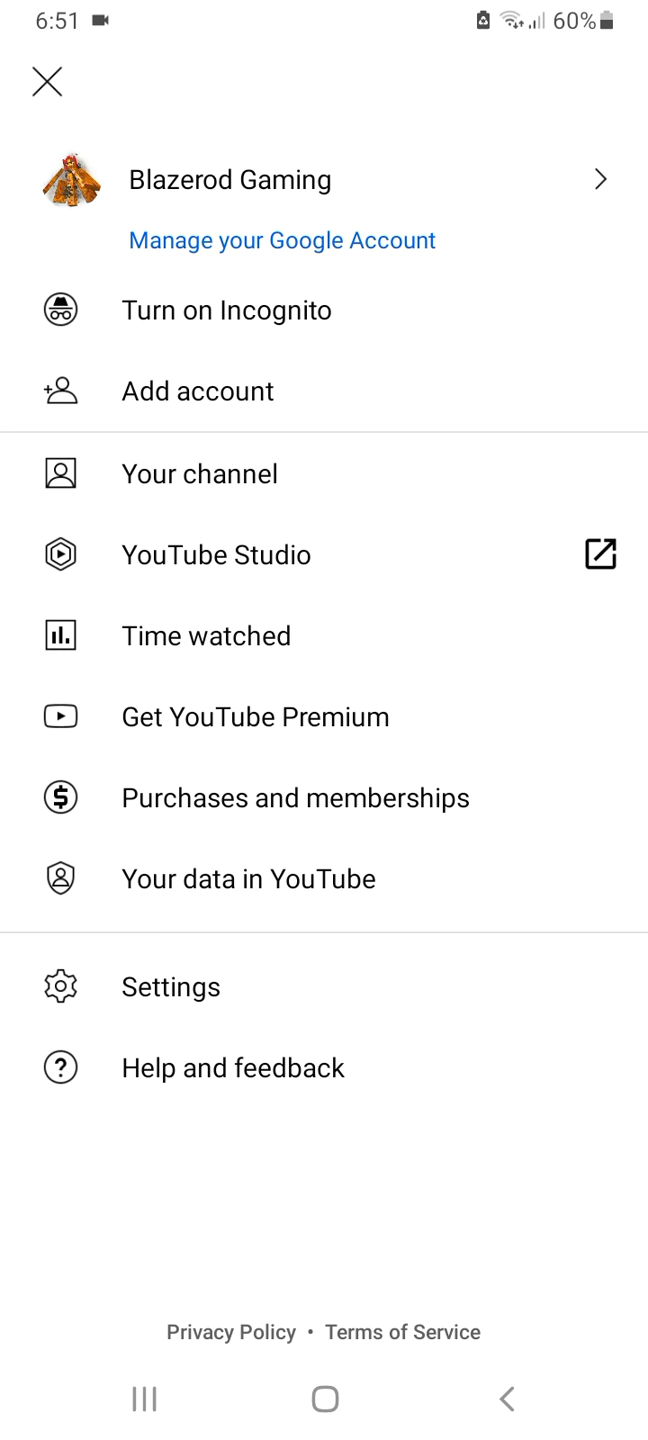 6:51 60%
Blazerod Gaming
Manage your Google Account
Turn on Incognito
Add account
Your channel
YouTube Studio
Time watched
Get YouTube Premium
Purchases and memberships
Your data in YouTube
Settings
Help and feedback
Privacy Policy • Terms of Service